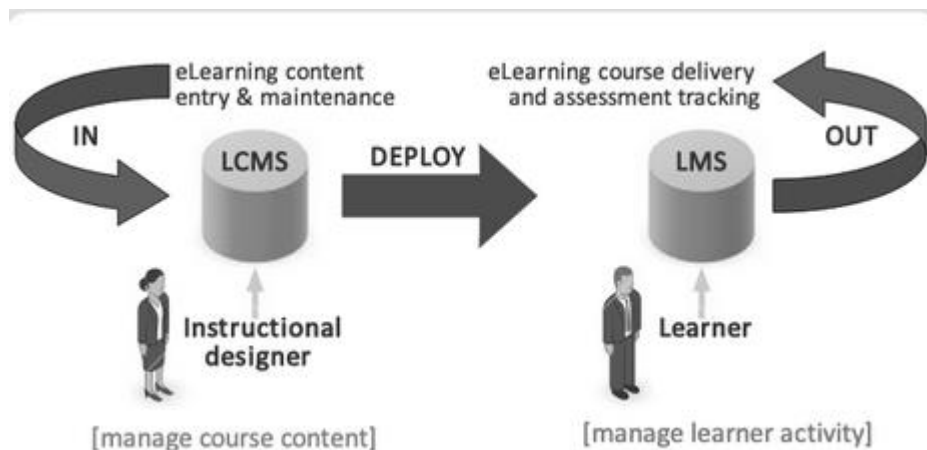 eLearning content
entry & maintenance
IN
LCMS
DEPLOY
eLearning course delivery
and assessment tracking
LMS
OUT
Instructional
designer
Learner
[manage course content]
[manage learner activity]